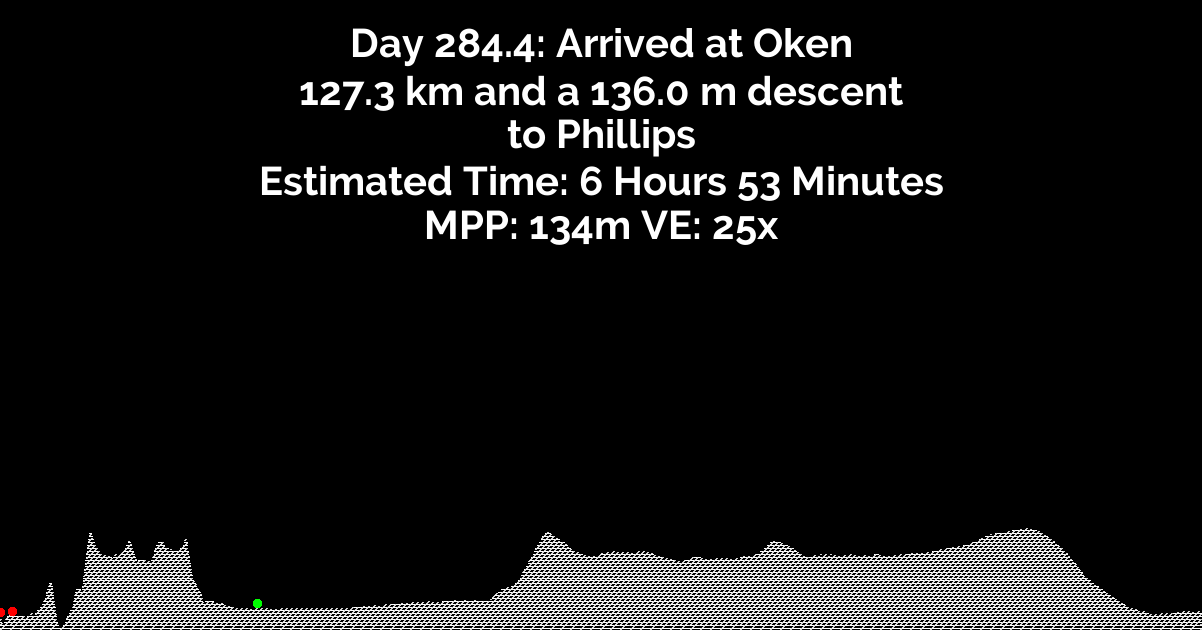 Day 284.4: Arrived at Oken
127.3 km and a 136.0 m descent
to Phillips
Estimated Time: 6 Hours 53 Minutes
MPP: 134m VE: 25x